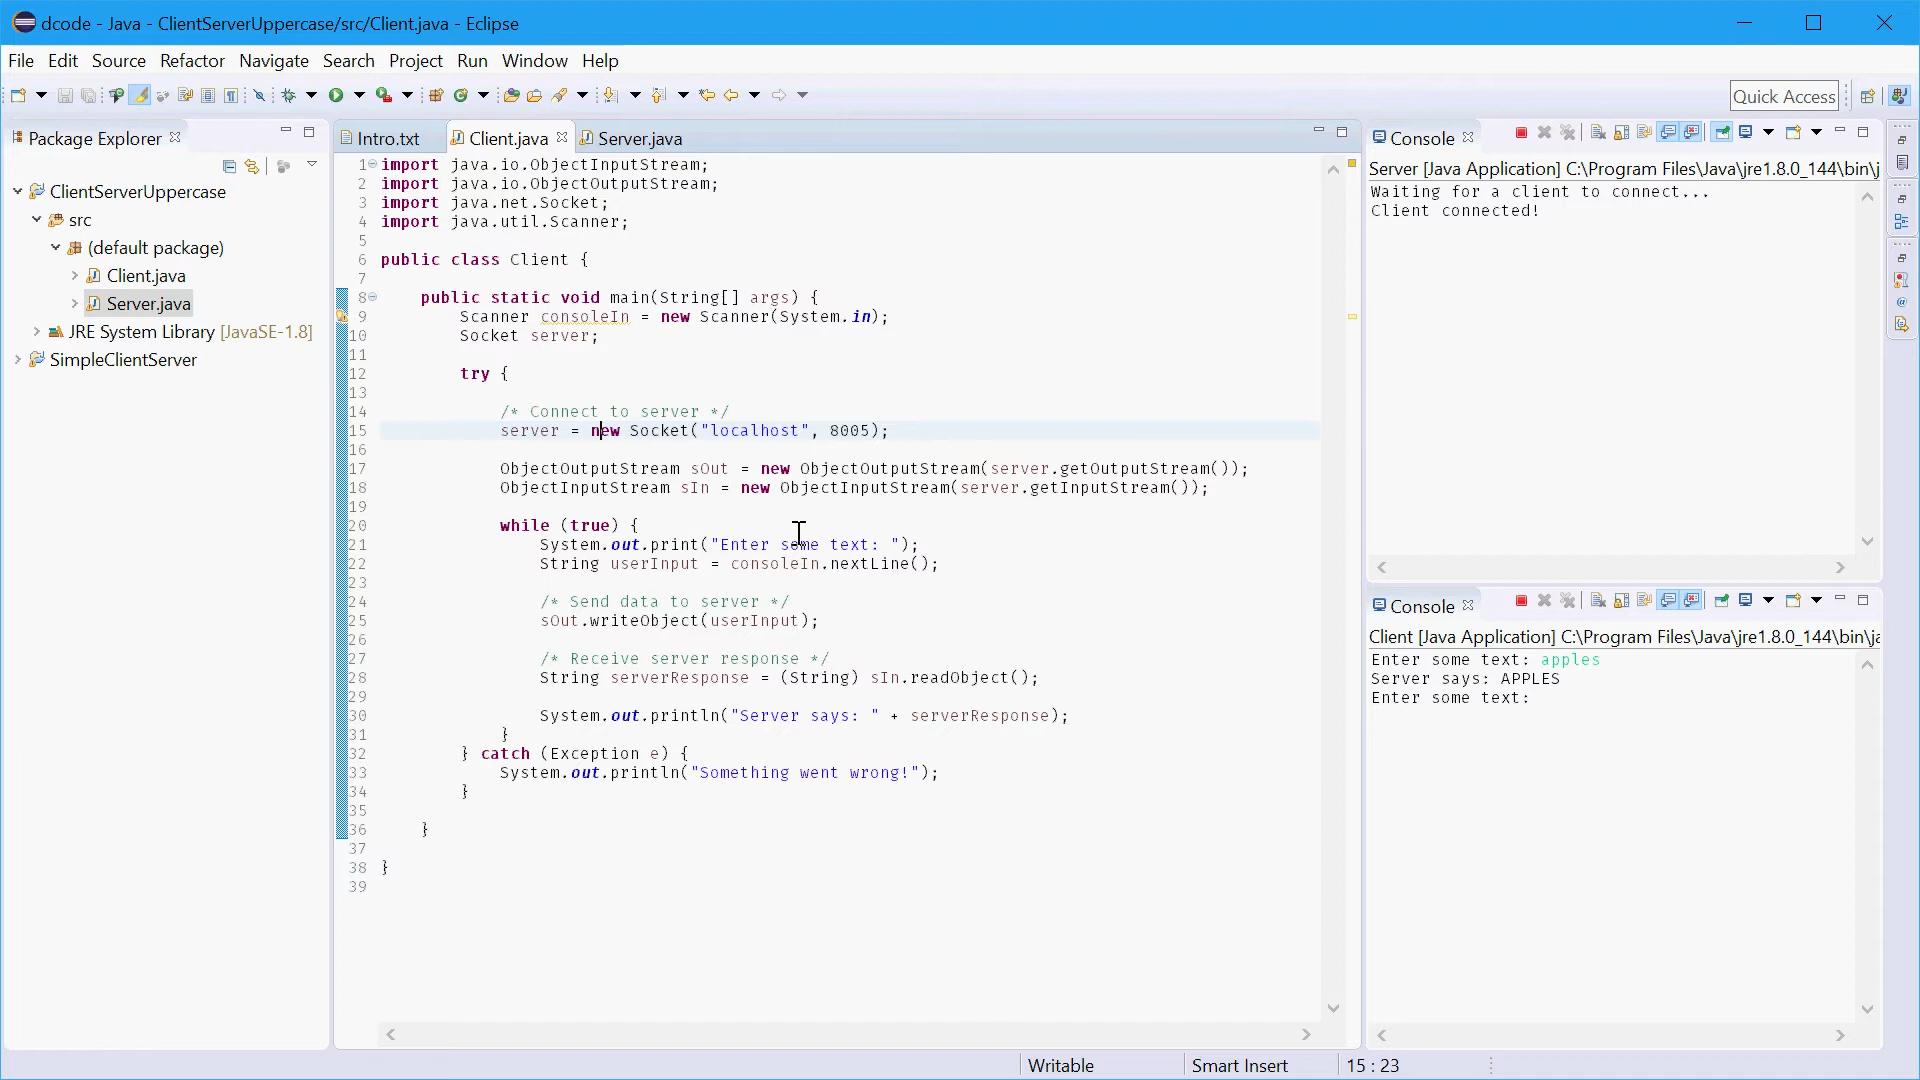 dcode - Java - ClientServerUppercase/src/Client.java - Eclipse
File Edit Source Refactor Navigate Search Project Run Window Help
Quick Access
Package Explorer
ClientServerUppercase
src
(default package)
Client.java
Server.java
JRE System Library [JavaSE-1.8]
SimpleClientServer
Intro.txt Client.java Server.java
1 import java.io.ObjectInputStream;
2 import java.io.ObjectOutputStream;
3 import java.net.Socket;
4 import java.util.Scanner;
5
6 public class Client {
7
8     public static void main(String[] args) {
9         Scanner consoleIn = new Scanner(System.in);
10         Socket server;
11
12         try {
13
14             /* Connect to server */
15             server = new Socket("localhost", 8005);
16
17             ObjectOutputStream sOut = new ObjectOutputStream(server.getOutputStream());
18             ObjectInputStream sIn = new ObjectInputStream(server.getInputStream());
19
20             while (true) {
21                 System.out.print("Enter some text: ");
22                 String userInput = consoleIn.nextLine();
23
24                 /* Send data to server */
25                 sOut.writeObject(userInput);
26
27                 /* Receive server response */
28                 String serverResponse = (String) sIn.readObject();
29
30                 System.out.println("Server says: " + serverResponse);
31             }
32         } catch (Exception e) {
33             System.out.println("Something went wrong!");
34         }
35
36     }
37
38 }
39
Console
Server [Java Application] C:\Program Files\Java\jre1.8.0_144\bin\j
Waiting for a client to connect...
Client connected!
Console
Client [Java Application] C:\Program Files\Java\jre1.8.0_144\bin\ja
Enter some text: apples
Server says: APPLES
Enter some text:
Writable Smart Insert 15 : 23